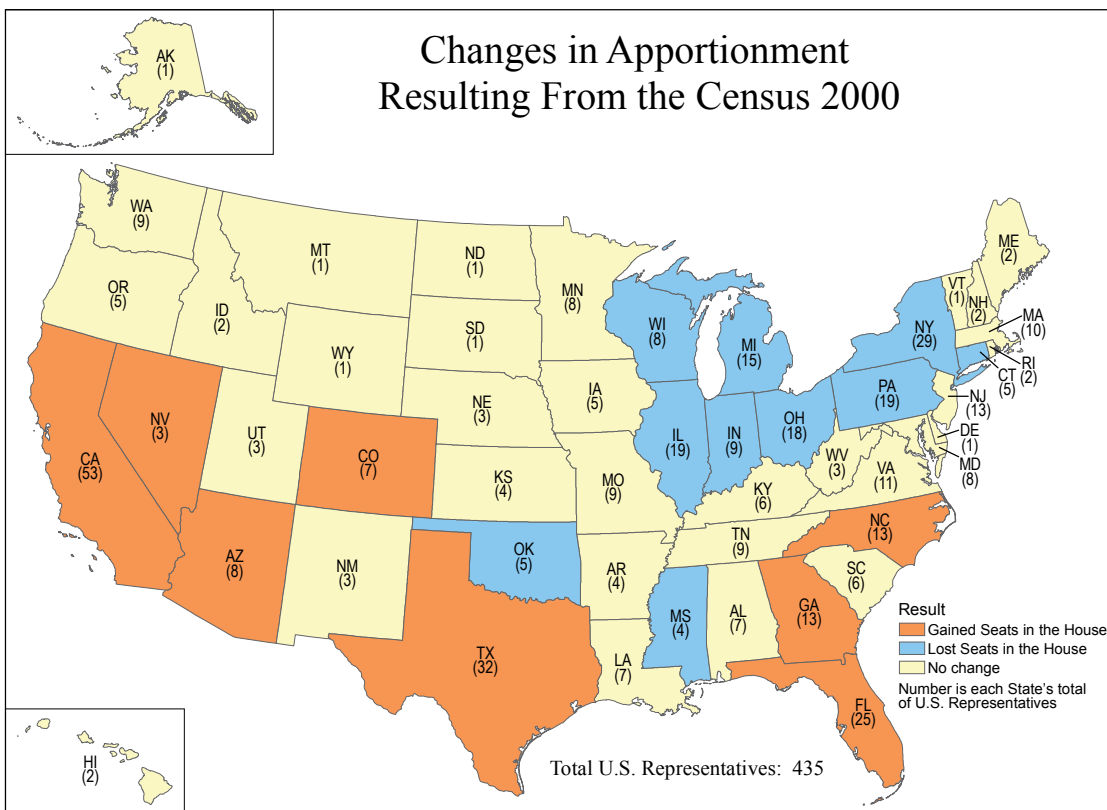 Changes in Apportionment
Resulting From the Census 2000
AK
(1)
WA
(9)
MT
(1)
ND
(1)
MN
(8)
ME
(2)
OR
(5)
ID
(2)
SD
(1)
WI
(8)
MI
(15)
NY
(29)
VT
(1)
NH
(2)
MA
(10)
RI
(2)
CT
(5)
WY
(1)
IA
(5)
NE
(3)
PA
(19)
NJ
(13)
NV
(3)
UT
(3)
CO
(7)
IL
(19)
IN
(9)
OH
(18)
DE
(1)
MD
(8)
CA
(53)
KS
(4)
MO
(9)
WV
(3)
VA
(11)
KY
(6)
NC
(13)
TN
(9)
AZ
(8)
NM
(3)
OK
(5)
AR
(4)
SC
(6)
MS
(4)
AL
(7)
GA
(13)
TX
(32)
LA
(7)
FL
(25)
HI
(2)
Result
Gained Seats in the House
Lost Seats in the House
No change
Number is each State's total
of U.S. Representatives
Total U.S. Representatives: 435